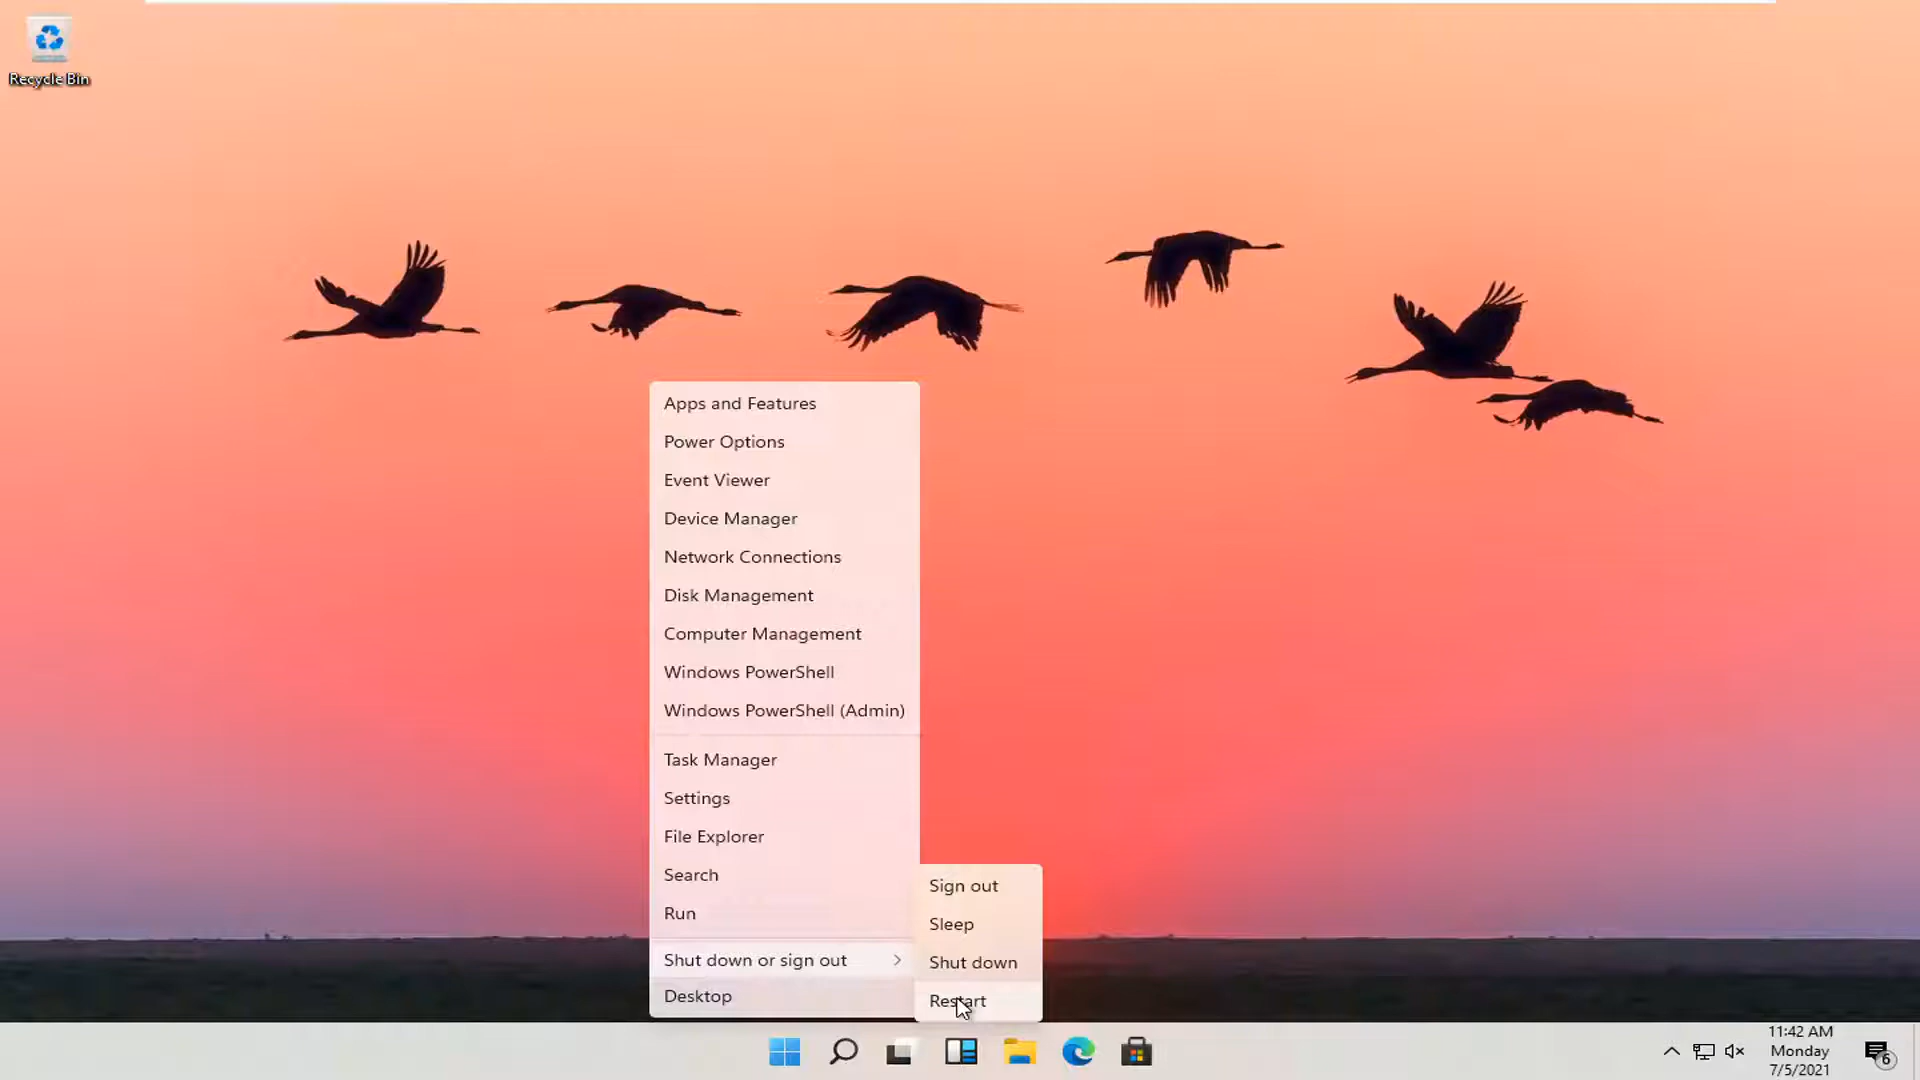 Recycle Bin
Apps and Features
Power Options
Event Viewer
Device Manager
Network Connections
Disk Management
Computer Management
Windows PowerShell
Windows PowerShell (Admin)
Task Manager
Settings
File Explorer
Search
Run
Shut down or sign out
Desktop
Sign out
Sleep
Shut down
Restart
11:42 AM
Monday
7/5/2021
6